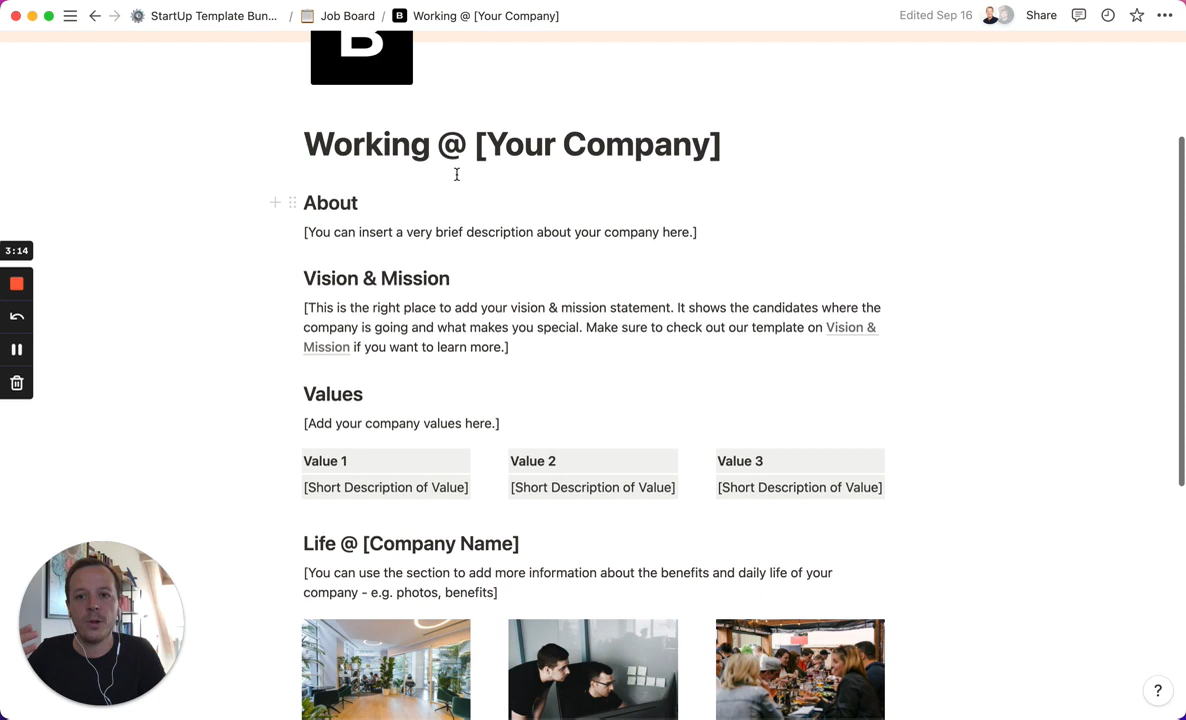 StartUp Template Bun... / Job Board / B Working @ [Your Company] Edited Sep 16 Share
B
Working @ [Your Company]
About
[You can insert a very brief description about your company here.]
3:14
Vision & Mission
[This is the right place to add your vision & mission statement. It shows the candidates where the
company is going and what makes you special. Make sure to check out our template on Vision &
Mission if you want to learn more.]
Values
[Add your company values here.]
Value 1 Value 2 Value 3
[Short Description of Value] [Short Description of Value] [Short Description of Value]
Life @ [Company Name]
[You can use the section to add more information about the benefits and daily life of your
company - e.g. photos, benefits]
?